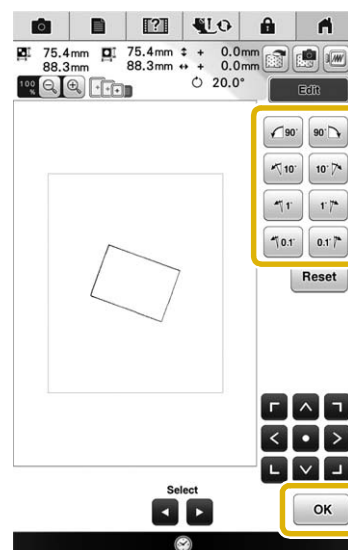 75.4mm 75.4mm + 0.0mm
88.3mm 88.3mm + 0.0mm
100 % 20.0°
Edit
90° 90°
10° 10°
1° 1°
0.1° 0.1°
Reset
Select
OK